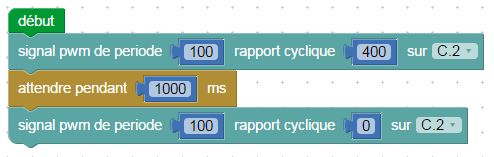 début
signal pwm de periode 100 rapport cyclique 400 sur C.2
attendre pendant 1000 ms
signal pwm de periode 100 rapport cyclique 0 sur C.2